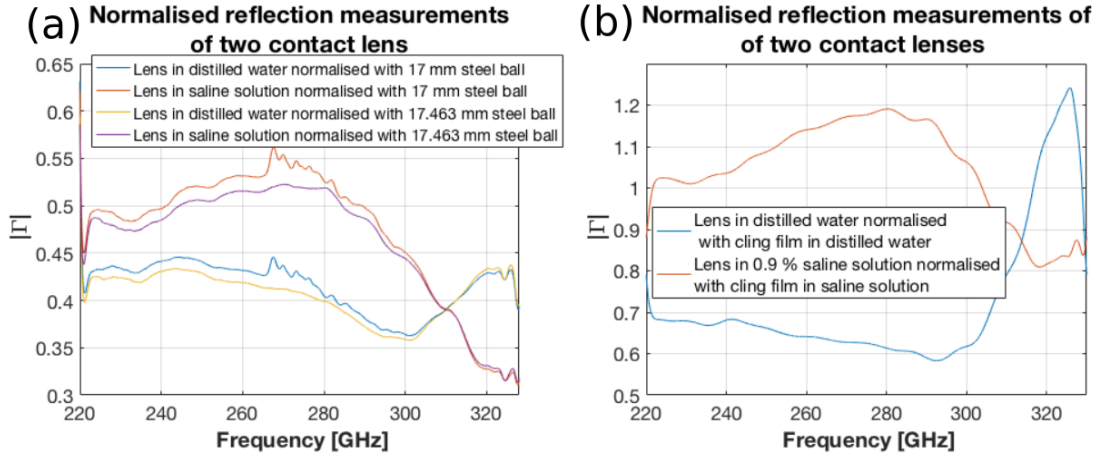 (a)
Normalised reflection measurements
of two contact lens
Lens in distilled water normalised with 17 mm steel ball
Lens in saline solution normalised with 17 mm steel ball
Lens in distilled water normalised with 17.463 mm steel ball
Lens in saline solution normalised with 17.463 mm steel ball
0.65
0.6
0.55
0.5
0.45
0.4
0.35
0.3
|Γ|
220
240
260
280
300
320
Frequency [GHz]
(b)
Normalised reflection measurements of
of two contact lenses
1.2
1.1
1
0.9
0.8
0.7
0.6
0.5
|Γ|
Lens in distilled water normalised
with cling film in distilled water
Lens in 0.9 % saline solution normalised
with cling film in saline solution
220
240
260
280
300
320
Frequency [GHz]